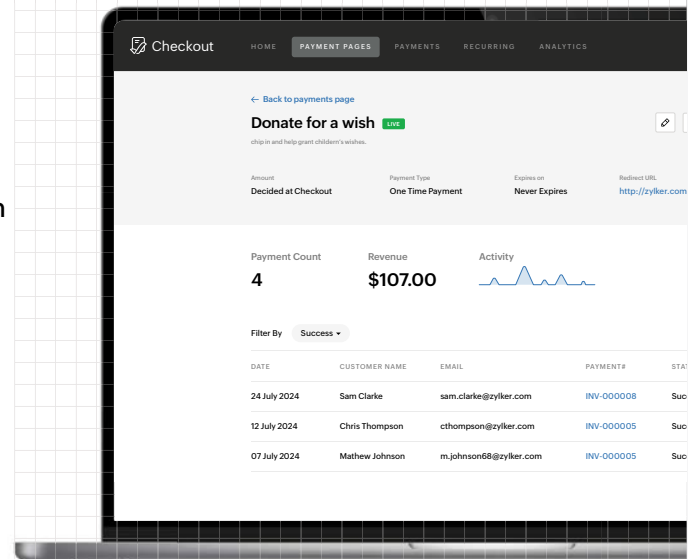 Checkout HOME PAYMENT PAGES PAYMENTS RECURRING ANALYTICS
← Back to payments page
Donate for a wish LIVE
chip in and help grant childern's wishes.
Amount Payment Type Expires on Redirect URL
Decided at Checkout One Time Payment Never Expires http://zylker.com
Payment Count Revenue Activity
4 $107.00
Filter By Success
DATE CUSTOMER NAME EMAIL PAYMENT# STAT
24 July 2024 Sam Clarke sam.clarke@zylker.com INV-000008 Succ
12 July 2024 Chris Thompson cthompson@zylker.com INV-000005 Succ
07 July 2024 Mathew Johnson m.johnson68@zylker.com INV-000005 Succ